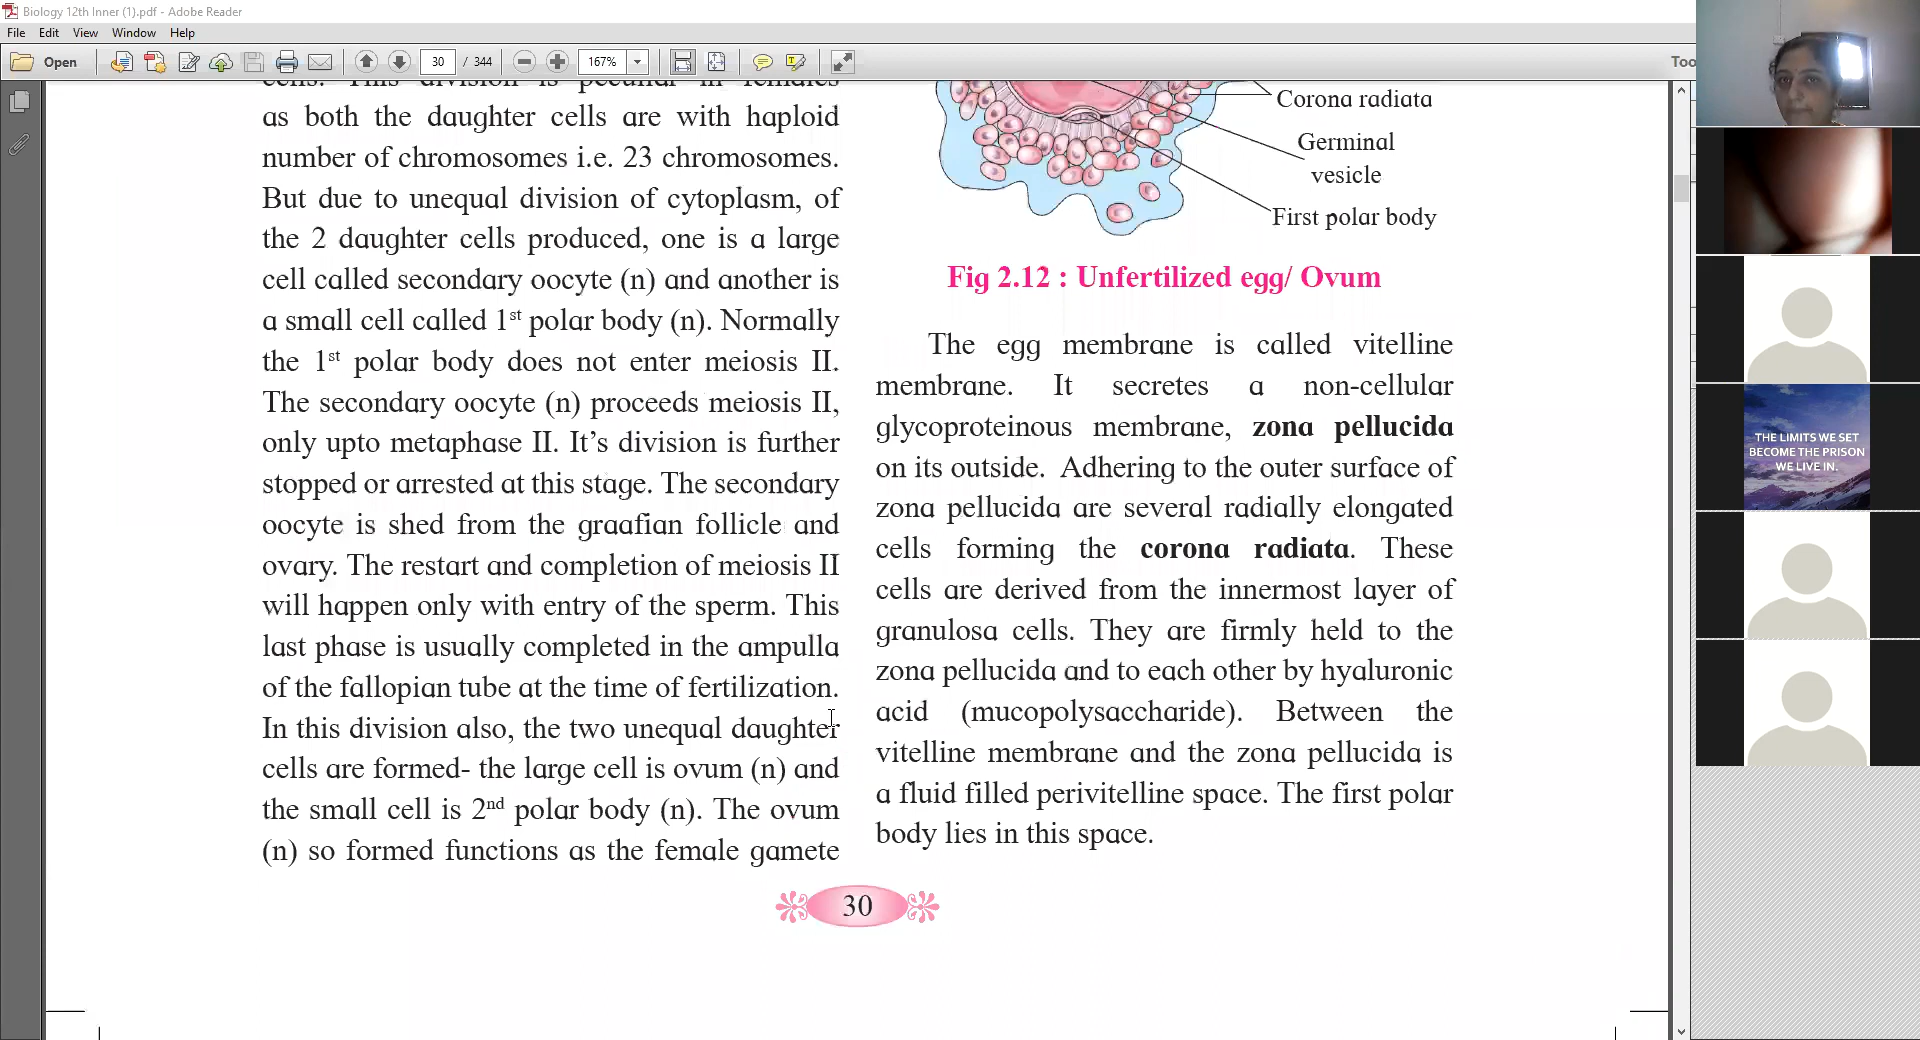 Biology 12th Inner (1).pdf - Adobe Reader
File Edit View Window Help
Open 30 / 344 167% Too
cells. This division is peculiar in females
as both the daughter cells are with haploid
number of chromosomes i.e. 23 chromosomes.
But due to unequal division of cytoplasm, of
the 2 daughter cells produced, one is a large
cell called secondary oocyte (n) and another is
a small cell called 1st polar body (n). Normally
the 1st polar body does not enter meiosis II.
The secondary oocyte (n) proceeds meiosis II,
only upto metaphase II. It’s division is further
stopped or arrested at this stage. The secondary
oocyte is shed from the graafian follicle and
ovary. The restart and completion of meiosis II
will happen only with entry of the sperm. This
last phase is usually completed in the ampulla
of the fallopian tube at the time of fertilization.
In this division also, the two unequal daughter
cells are formed- the large cell is ovum (n) and
the small cell is 2nd polar body (n). The ovum
(n) so formed functions as the female gamete
Corona radiata
Germinal
vesicle
First polar body
Fig 2.12 : Unfertilized egg/ Ovum
The egg membrane is called vitelline
membrane. It secretes a non-cellular
glycoproteinous membrane, zona pellucida
on its outside. Adhering to the outer surface of
zona pellucida are several radially elongated
cells forming the corona radiata. These
cells are derived from the innermost layer of
granulosa cells. They are firmly held to the
zona pellucida and to each other by hyaluronic
acid (mucopolysaccharide). Between the
vitelline membrane and the zona pellucida is
a fluid filled perivitelline space. The first polar
body lies in this space.
30
THE LIMITS WE SET
BECOME THE PRISON
WE LIVE IN.